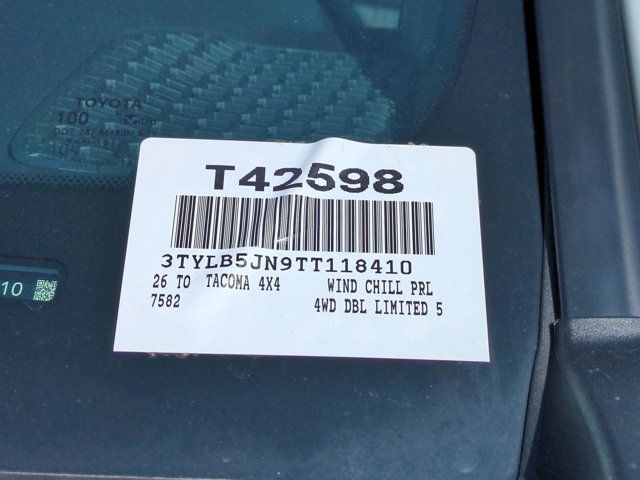 TOYOTA
100
T42598
3TYLB5JN9TT118410
26 TO TACOMA 4X4 WIND CHILL PRL
7582 4WD DBL LIMITED 5
10